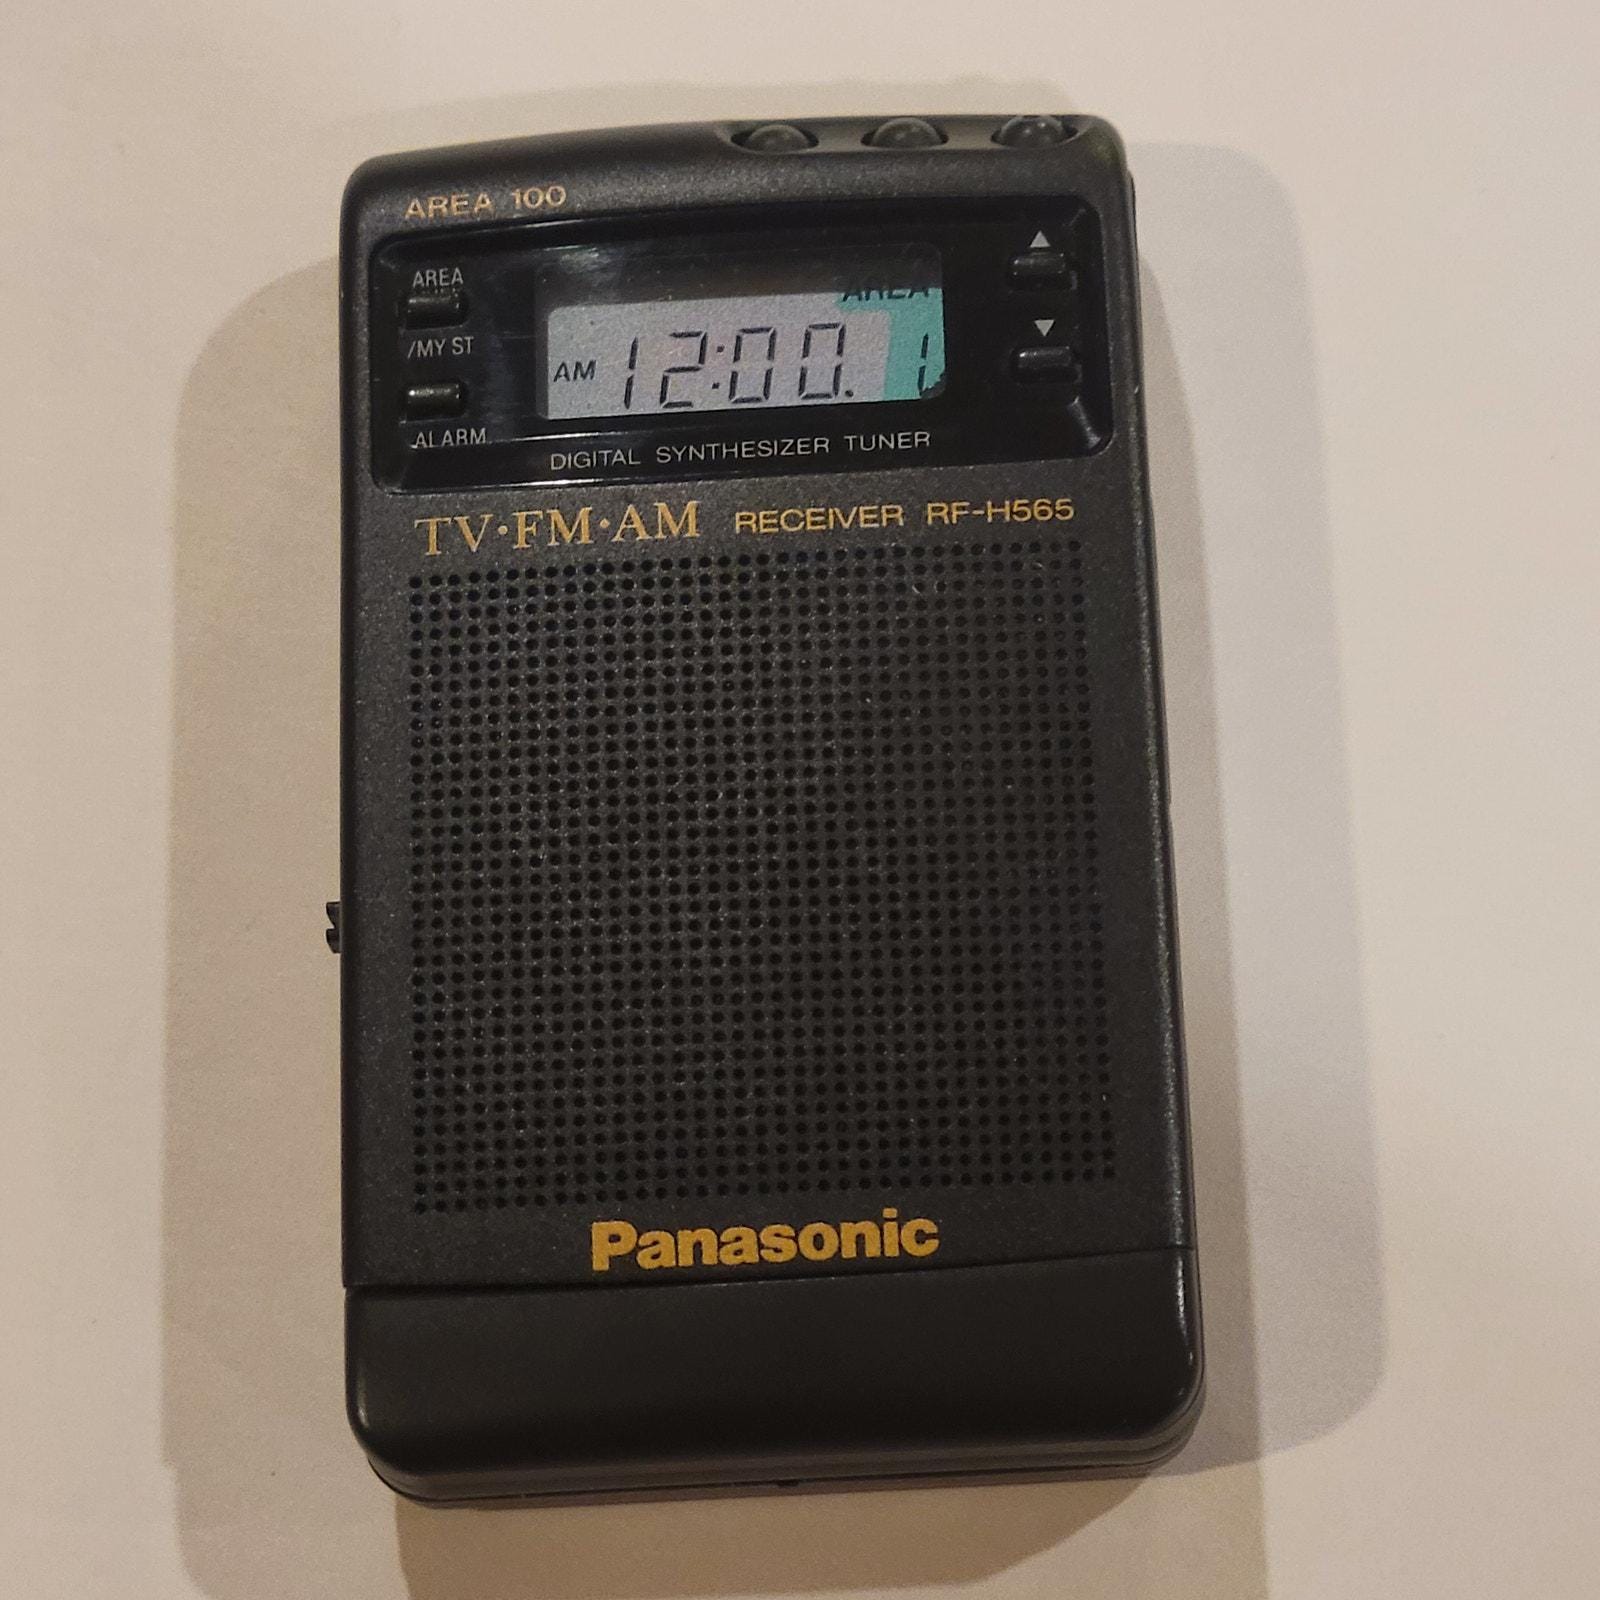 AREA 100
AREA
/MY ST
ALARM
▲
▼
AREA
AM 12:00. 1
DIGITAL SYNTHESIZER TUNER
TV·FM·AM RECEIVER RF-H565
Panasonic